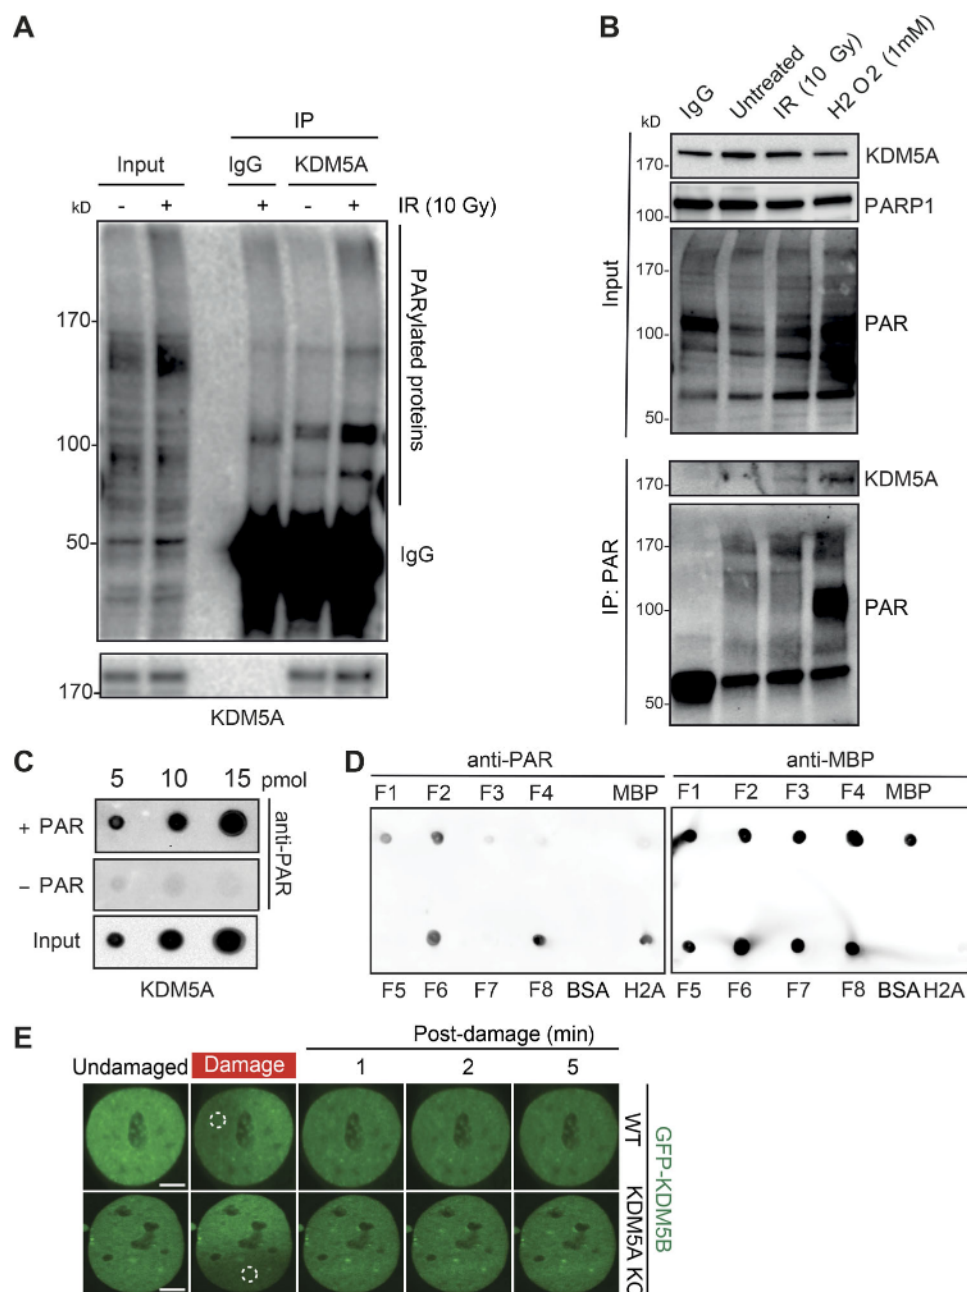 A
IP
Input
IgG
KDM5A
kD
-
+
+
-
+
IR (10 Gy)
170
100
50
PARylated proteins
IgG
170
KDM5A
B
kD
IgG
Untreated
IR (10 Gy)
H2O2 (1mM)
Input
170
KDM5A
100
PARP1
170
100
50
PAR
IP: PAR
170
KDM5A
170
100
50
PAR
C
5 10 15 pmol
+ PAR
− PAR
Input
anti-PAR
KDM5A
D
anti-PAR
anti-MBP
F1 F2 F3 F4 MBP
F1 F2 F3 F4 MBP
F5 F6 F7 F8 BSA H2A
F5 F6 F7 F8 BSA H2A
E
Post-damage (min)
Undamaged Damage 1 2 5
WT
KDM5A KO
GFP-KDM5B